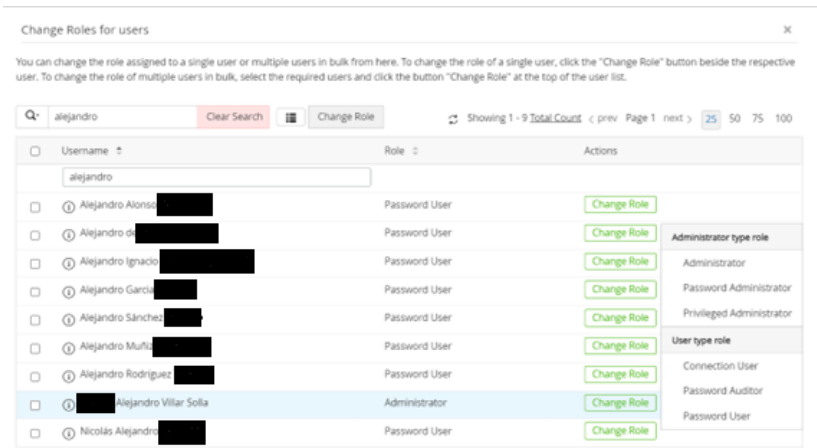 Change Roles for users ×
You can change the role assigned to a single user or multiple users in bulk from here. To change the role of a single user, click the "Change Role" button beside the respective
user. To change the role of multiple users in bulk, select the required users and click the button "Change Role" at the top of the user list.
alejandro Clear Search Change Role Showing 1 - 9 Total Count < prev Page 1 next > 25 50 75 100
Username Role Actions
alejandro
Alejandro Alonso Password User Change Role
Alejandro de Password User Change Role
Alejandro Ignacio Password User Change Role
Alejandro García Password User Change Role
Alejandro Sánchez Password User Change Role
Alejandro Muñiz Password User Change Role
Alejandro Rodríguez Password User Change Role
Alejandro Villar Solla Administrator Change Role
Nicolás Alejandro Password User Change Role
Administrator type role
Administrator
Password Administrator
Privileged Administrator
User type role
Connection User
Password Auditor
Password User